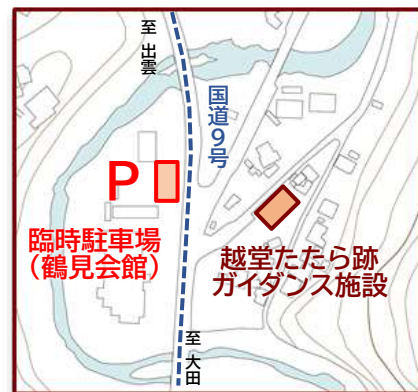 至 出雲
国道9号
P
臨時駐車場
（鶴見会館）
越堂たたら跡
ガイダンス施設
至 大田